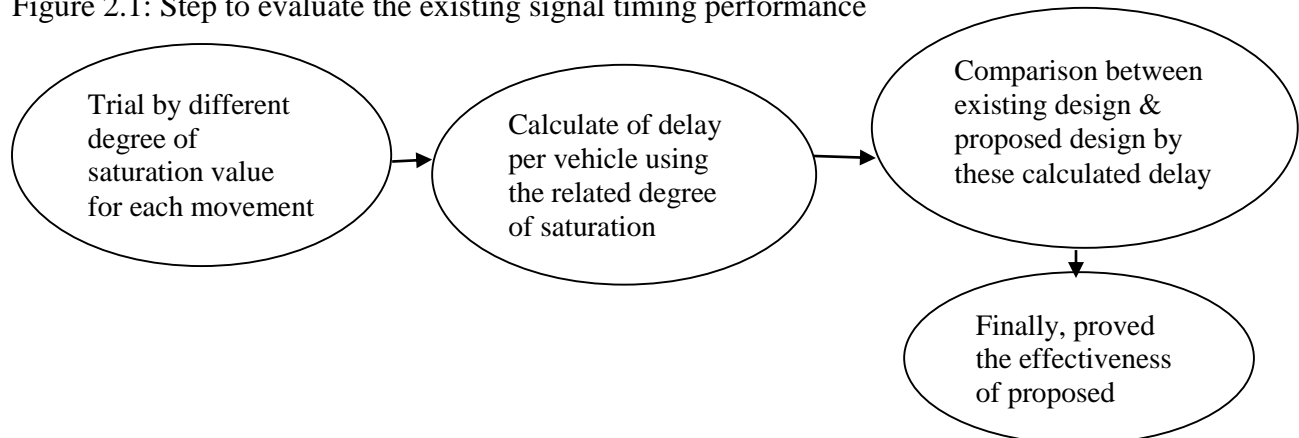 Figure 2.1: Step to evaluate the existing signal timing performance
Trial by different
degree of
saturation value
for each movement
Calculate of delay
per vehicle using
the related degree
of saturation
Comparison between
existing design &
proposed design by
these calculated delay
Finally, proved
the effectiveness
of proposed